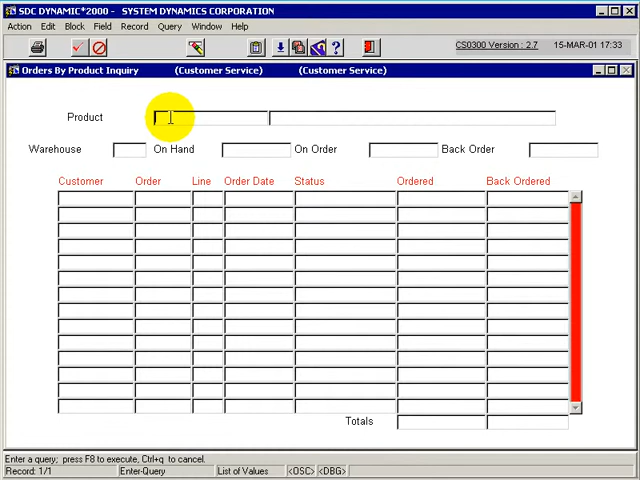 SDC DYNAMIC*2000 - SYSTEM DYNAMICS CORPORATION
Action Edit Block Field Record Query Window Help
CS0300 Version : 2.7 15-MAR-01 17:33
Orders By Product Inquiry (Customer Service) (Customer Service)
Product
Warehouse On Hand On Order Back Order
Customer Order Line Order Date Status Ordered Back Ordered
Totals
Enter a query; press F8 to execute, Ctrl+q to cancel.
Record: 1/1 Enter-Query List of Values <OSC> <DBG>